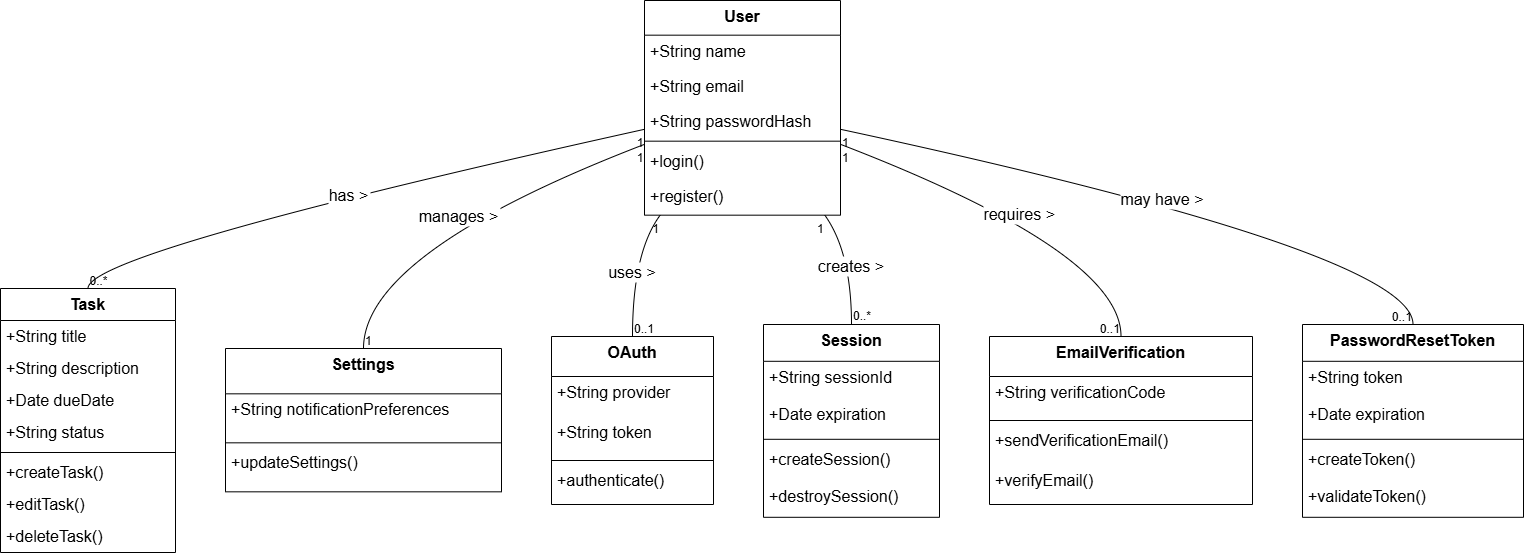 User
+String name
+String email
+String passwordHash
+login()
+register()
1
1
1
1
1
1
has >
manages >
uses >
creates >
requires >
may have >
0..*
1
0..1
0..*
0..1
0..1
Task
+String title
+String description
+Date dueDate
+String status
+createTask()
+editTask()
+deleteTask()
Settings
+String notificationPreferences
+updateSettings()
OAuth
+String provider
+String token
+authenticate()
Session
+String sessionId
+Date expiration
+createSession()
+destroySession()
EmailVerification
+String verificationCode
+sendVerificationEmail()
+verifyEmail()
PasswordResetToken
+String token
+Date expiration
+createToken()
+validateToken()